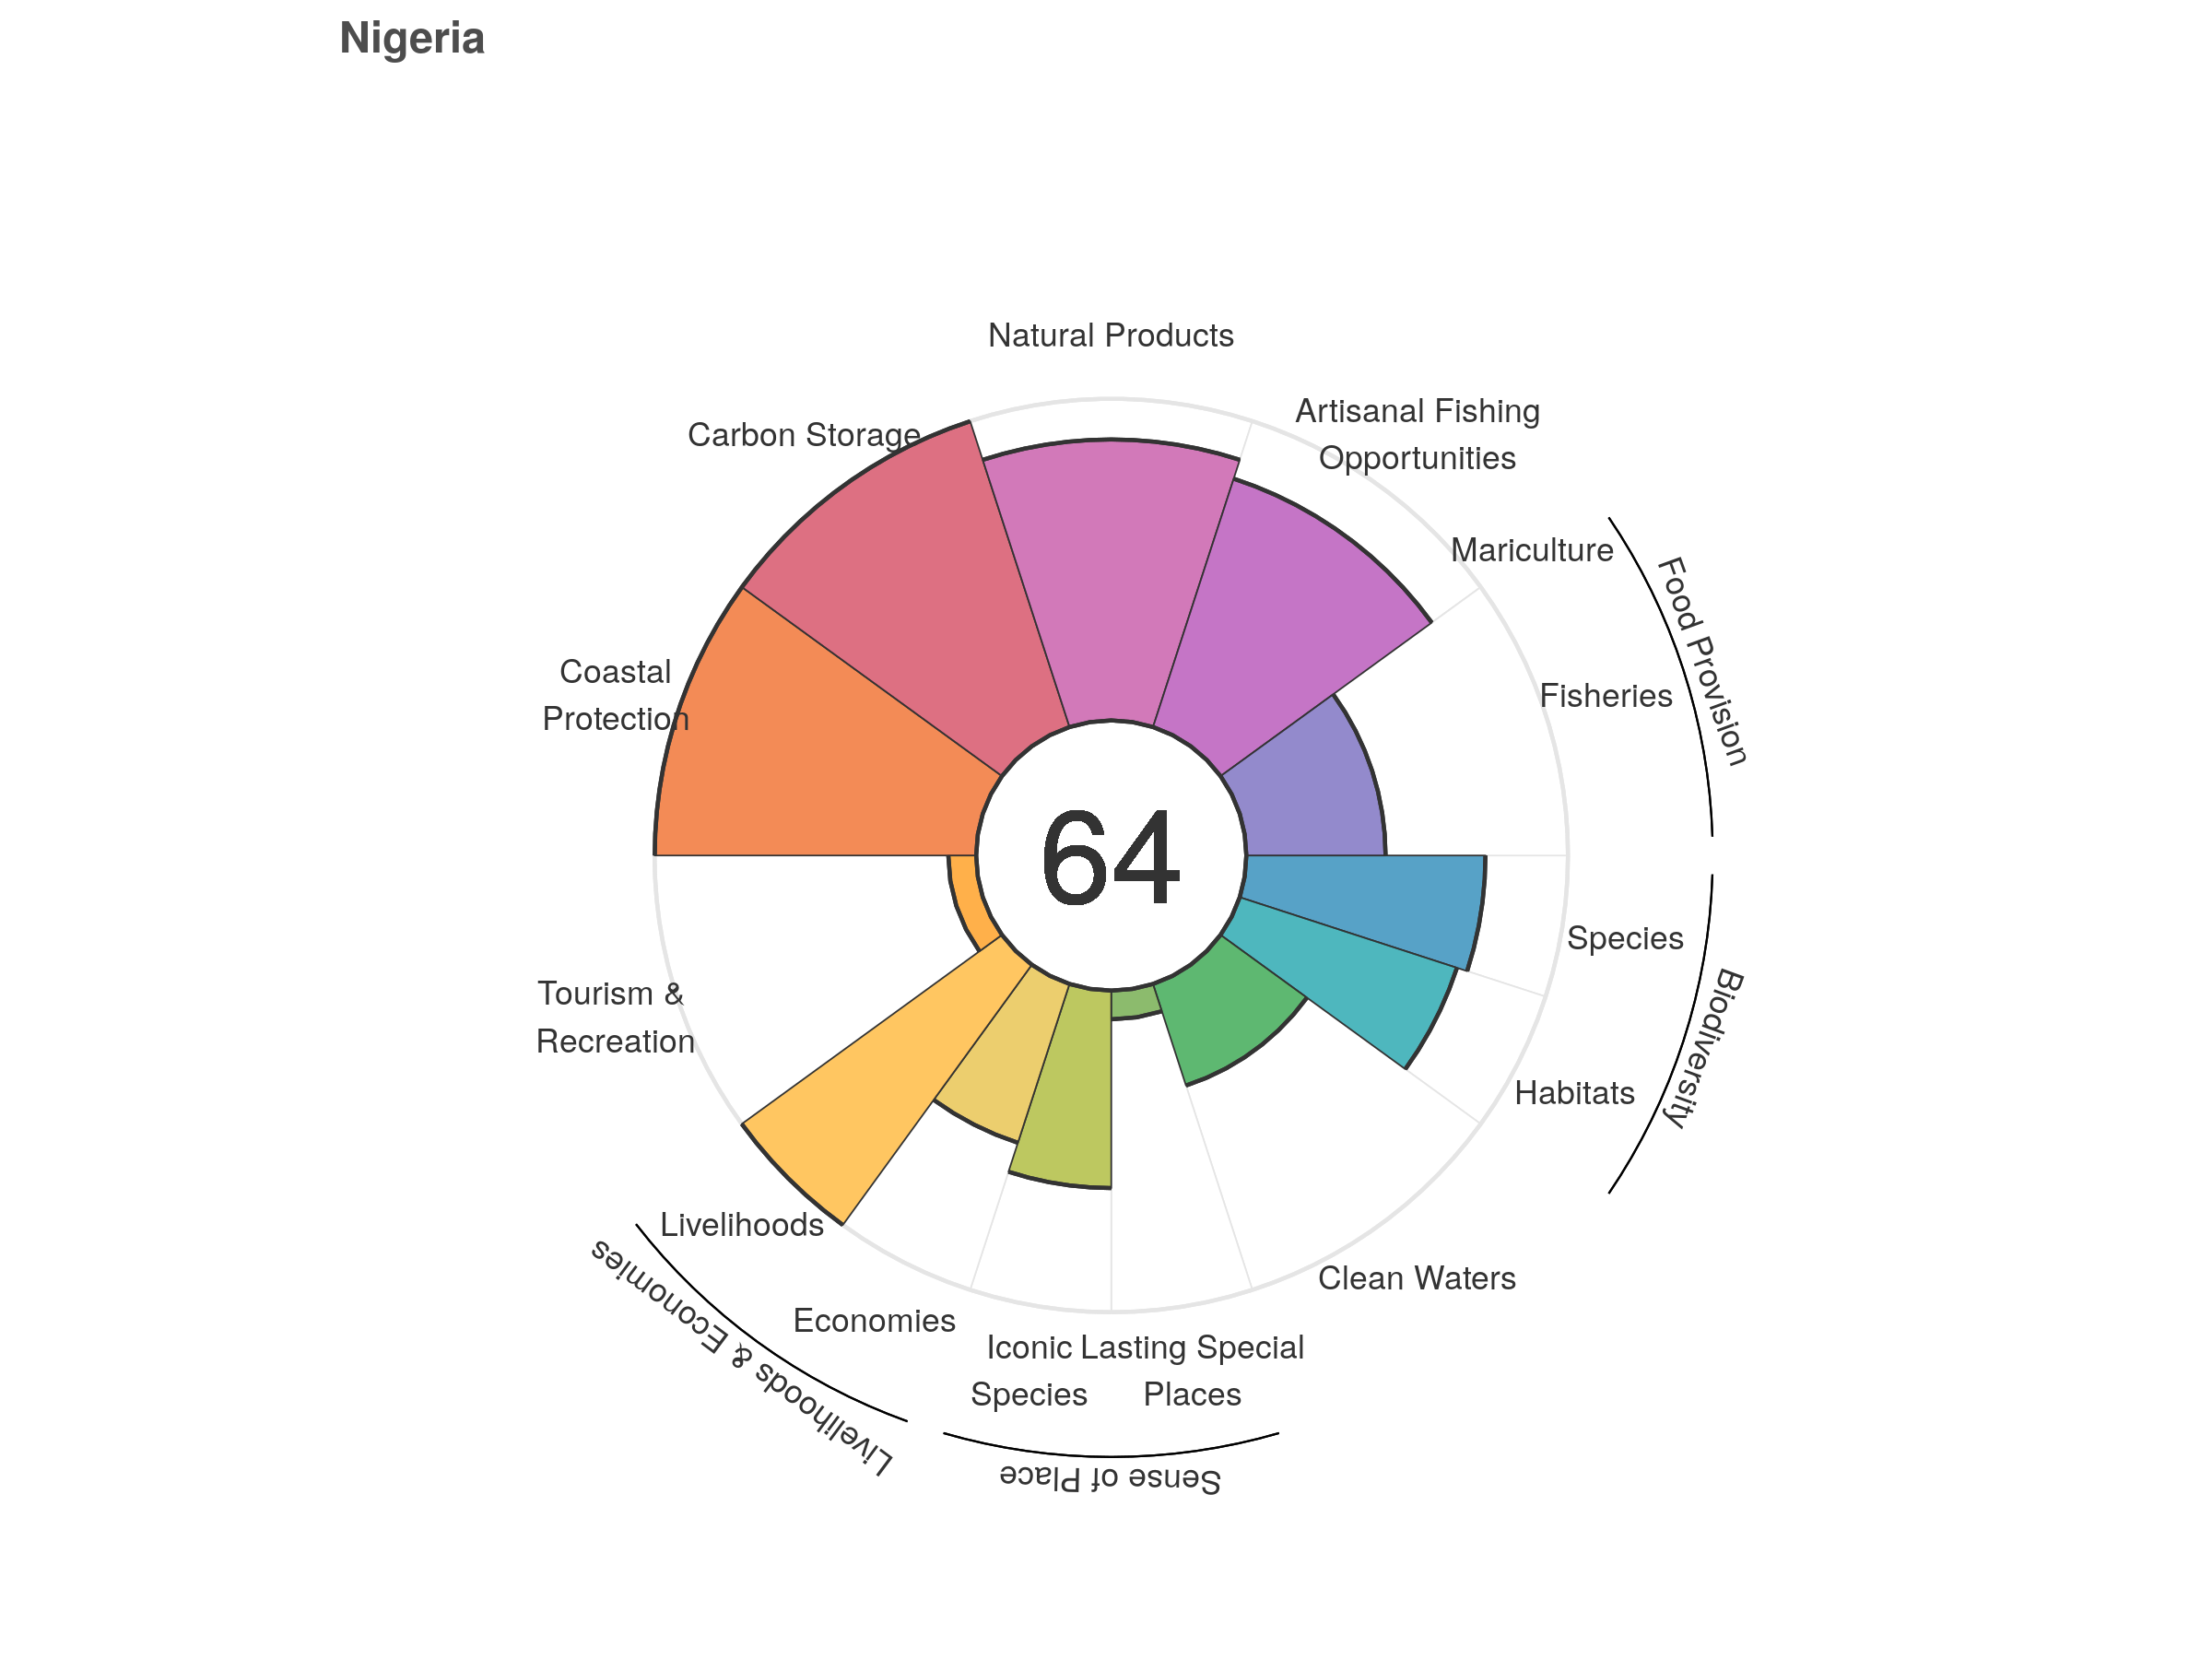 Nigeria
Natural Products
Artisanal Fishing
Opportunities
Carbon Storage
Mariculture
Food Provision
Fisheries
Coastal
Protection
64
Species
Biodiversity
Tourism &
Recreation
Habitats
Livelihoods
Clean Waters
Economies
Livelihoods & Economies
Iconic
Species
Lasting Special
Places
Sense of Place